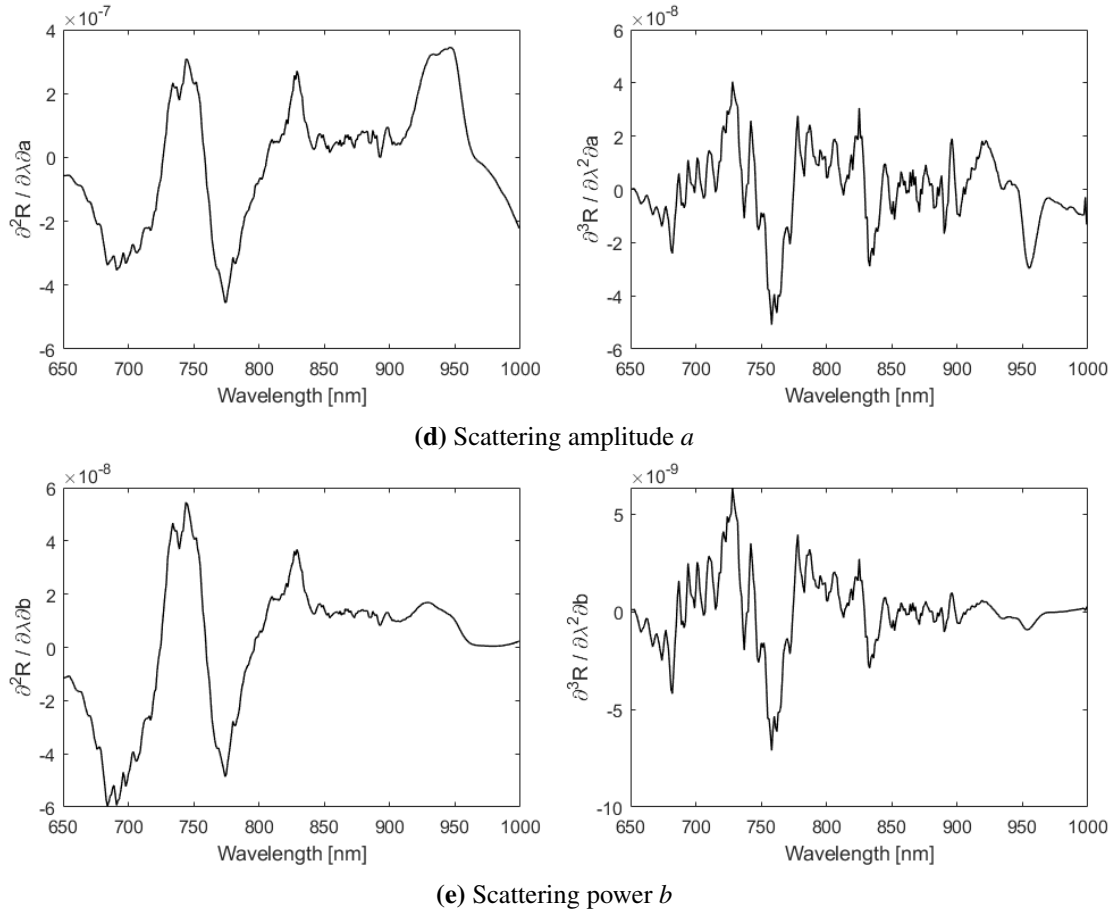 ×10⁻⁷
4
2
0
-2
-4
-6
∂²R / ∂λ∂a
650 700 750 800 850 900 950 1000
Wavelength [nm]
×10⁻⁸
6
4
2
0
-2
-4
-6
∂³R / ∂λ²∂a
650 700 750 800 850 900 950 1000
Wavelength [nm]
(d) Scattering amplitude a
×10⁻⁸
6
4
2
0
-2
-4
-6
∂²R / ∂λ∂b
650 700 750 800 850 900 950 1000
Wavelength [nm]
×10⁻⁹
5
0
-5
-10
∂³R / ∂λ²∂b
650 700 750 800 850 900 950 1000
Wavelength [nm]
(e) Scattering power b